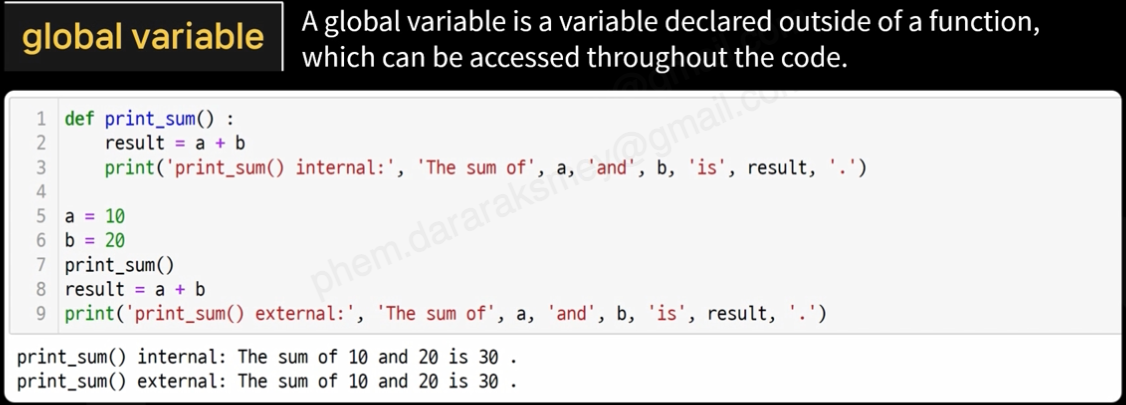 global variable
A global variable is a variable declared outside of a function,
which can be accessed throughout the code.
1 def print_sum() :
2     result = a + b
3     print('print_sum() internal:', 'The sum of', a, 'and', b, 'is', result, '.')
4
5 a = 10
6 b = 20
7 print_sum()
8 result = a + b
9 print('print_sum() external:', 'The sum of', a, 'and', b, 'is', result, '.')
print_sum() internal: The sum of 10 and 20 is 30 .
print_sum() external: The sum of 10 and 20 is 30 .
phem.dararaksmey@gmail.com